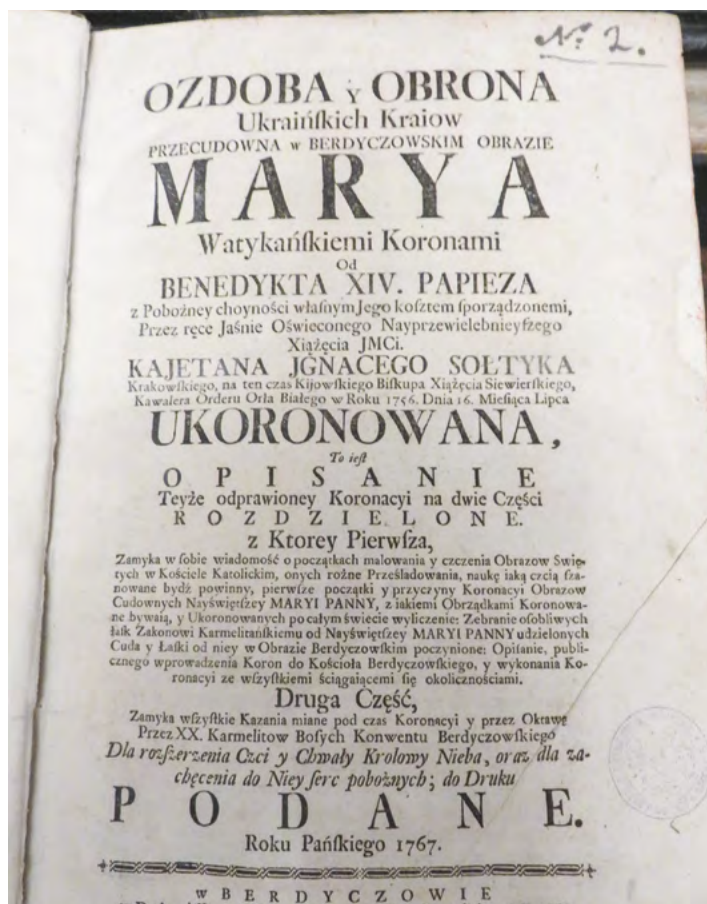 Nr. 2.
OZDOBA Y OBRONA
Ukraińſkich Kraiow
PRZECUDOWNA w BERDYCZOWSKIM OBRAZIE
MARYA
Watykańſkiemi Koronami
Od
BENEDYKTA XIV. PAPIEZA
z Pobożney choyności właſnym Jego koſztem ſporządzonemi,
Przez ręce Jaśnie Oświeconego Nayprzewielebnieyſzego
Xiążęcia JMCi.
KAJETANA JGNACEGO SOŁTYKA
Krakowſkiego, na ten czas Kijowſkiego Biſkupa Xiążęcia Siewierſkiego,
Kawalera Orderu Orła Białego w Roku 1756. Dnia 16. Mieſiąca Lipca
UKORONOWANA,
To ieſt
OPISANIE
Teyże odprawioney Koronacyi na dwie Części
ROZDZIELONE.
z Ktorey Pierwſza,
Zamyka w ſobie wiadomość o początkach malowania y czczenia Obrazow Swię-
tych w Kościele Katolickim, onych rożne Prześladowania, naukę iaką czcią ſza-
nowane bydź powinny, pierwſze początki y przyczyny Koronacyi Obrazow
Cudownych Nayświętſzey MARYI PANNY, z iakiemi Obrządkami Koronowa-
ne bywaią, y Ukoronowanych po całym świecie wyliczenie: Zebranie oſobliwych
łaſk Zakonowi Karmelitańſkiemu od Nayświętſzey MARYI PANNY udzielonych
Cuda y Łaſki od niey w Obrazie Berdyczowſkim poczynione: Opiſanie, publi-
cznego wprowadzenia Koron do Kościoła Berdyczowſkiego, y wykonania Ko-
ronacyi ze wſzyſtkiemi ściągaiącemi ſię okolicznościami.
Druga Część,
Zamyka wſzyſtkie Kazania miane pod czas Koronacyi y przez Oktawę
Przez XX. Karmelitow Boſych Konwentu Berdyczowſkiego
Dla rozſzerzenia Czci y Chwały Krolowy Nieba, oraz dla za-
chęcenia do Niey ſerc pobożnych; do Druku
PODANE.
Roku Pańſkiego 1767.
w BERDYCZOWIE